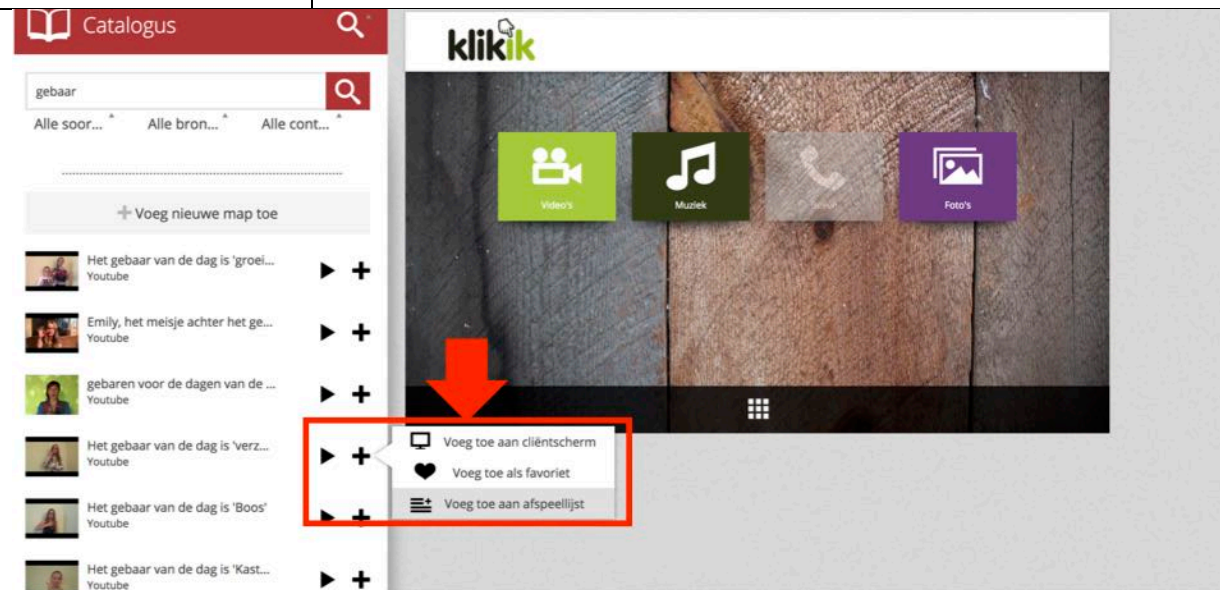 Catalogus
klikik
gebaar
Alle soor...
Alle bron...
Alle cont...
Voeg nieuwe map toe
Video's
Muziek
Foto's
Het gebaar van de dag is 'groei...
Youtube
Emily, het meisje achter het ge...
Youtube
gebaren voor de dagen van de ...
Youtube
Het gebaar van de dag is 'verz...
Youtube
Voeg toe aan cliëntscherm
Voeg toe als favoriet
Voeg toe aan afspeellijst
Het gebaar van de dag is 'Boos'
Youtube
Het gebaar van de dag is 'Kast...
Youtube